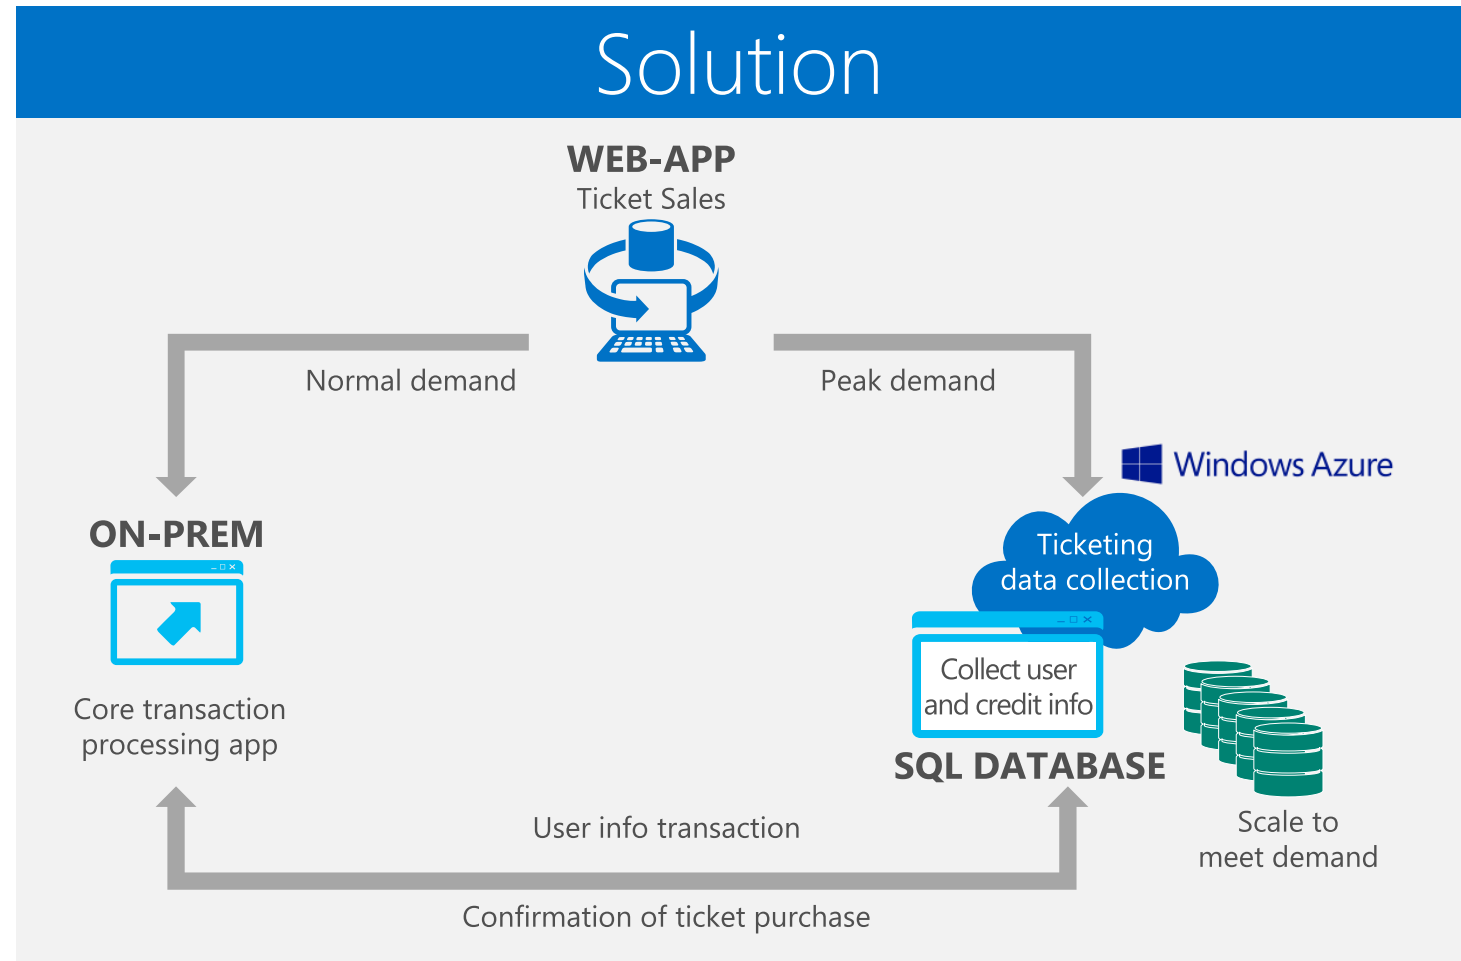 Solution
WEB-APP
Ticket Sales
Normal demand
Peak demand
Windows Azure
ON-PREM
Ticketing
data collection
Collect user
and credit info
Core transaction
processing app
SQL DATABASE
Scale to
meet demand
User info transaction
Confirmation of ticket purchase